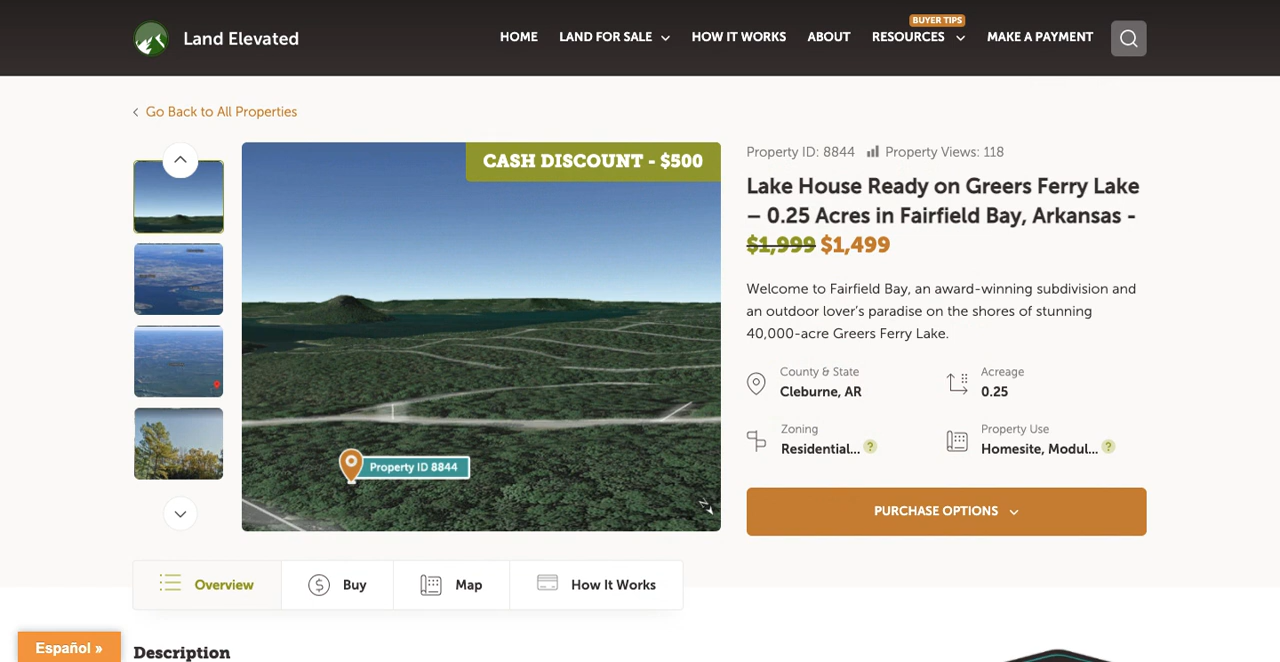 Land Elevated
HOME
LAND FOR SALE
HOW IT WORKS
ABOUT
BUYER TIPS
RESOURCES
MAKE A PAYMENT
Go Back to All Properties
CASH DISCOUNT - $500
Property ID 8844
Property ID: 8844 Property Views: 118
Lake House Ready on Greers Ferry Lake
– 0.25 Acres in Fairfield Bay, Arkansas -
$1,999 $1,499
Welcome to Fairfield Bay, an award-winning subdivision and
an outdoor lover’s paradise on the shores of stunning
40,000-acre Greers Ferry Lake.
County & State
Cleburne, AR
Acreage
0.25
Zoning
Residential... ?
Property Use
Homesite, Modul... ?
PURCHASE OPTIONS
Overview
$ Buy
Map
How It Works
Español »
Description